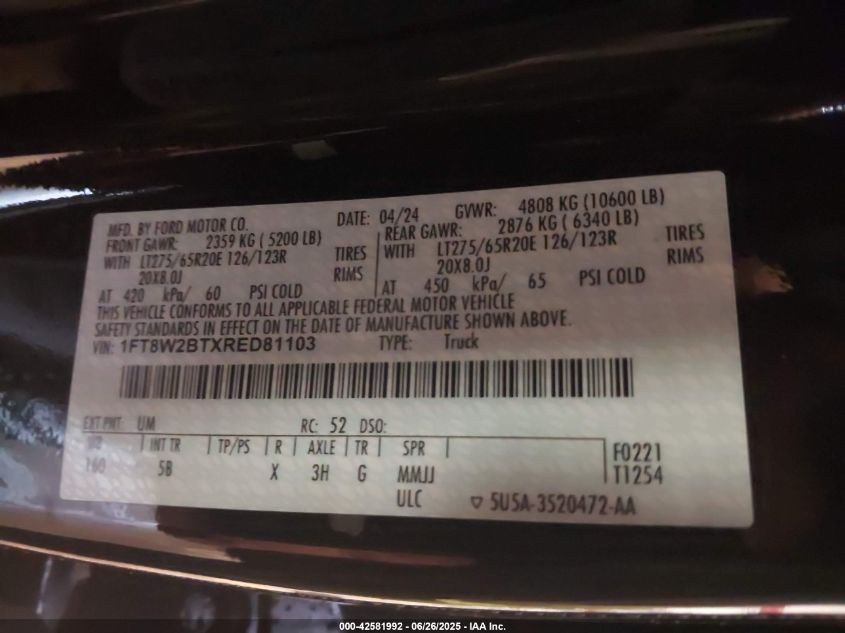 MFD. BY FORD MOTOR CO. DATE: 04/24 GVWR: 4808 KG (10600 LB)
FRONT GAWR: 2359 KG ( 5200 LB) REAR GAWR: 2876 KG ( 6340 LB)
WITH LT275/65R20E 126/123R TIRES WITH LT275/65R20E 126/123R TIRES
20X8.0J RIMS 20X8.0J RIMS
AT 420 kPa/ 60 PSI COLD AT 450 kPa/ 65 PSI COLD
THIS VEHICLE CONFORMS TO ALL APPLICABLE FEDERAL MOTOR VEHICLE
SAFETY STANDARDS IN EFFECT ON THE DATE OF MANUFACTURE SHOWN ABOVE.
VIN: 1FT8W2BTXRED81103 TYPE: Truck
EXT PNT: UM RC: 52 DSO:
WB INT TR TP/PS R AXLE TR SPR F0221
160 5B X 3H G MMJJ T1254
ULC ▽ 5U5A-3520472-AA
000-42581992 - 06/26/2025 - IAA Inc.